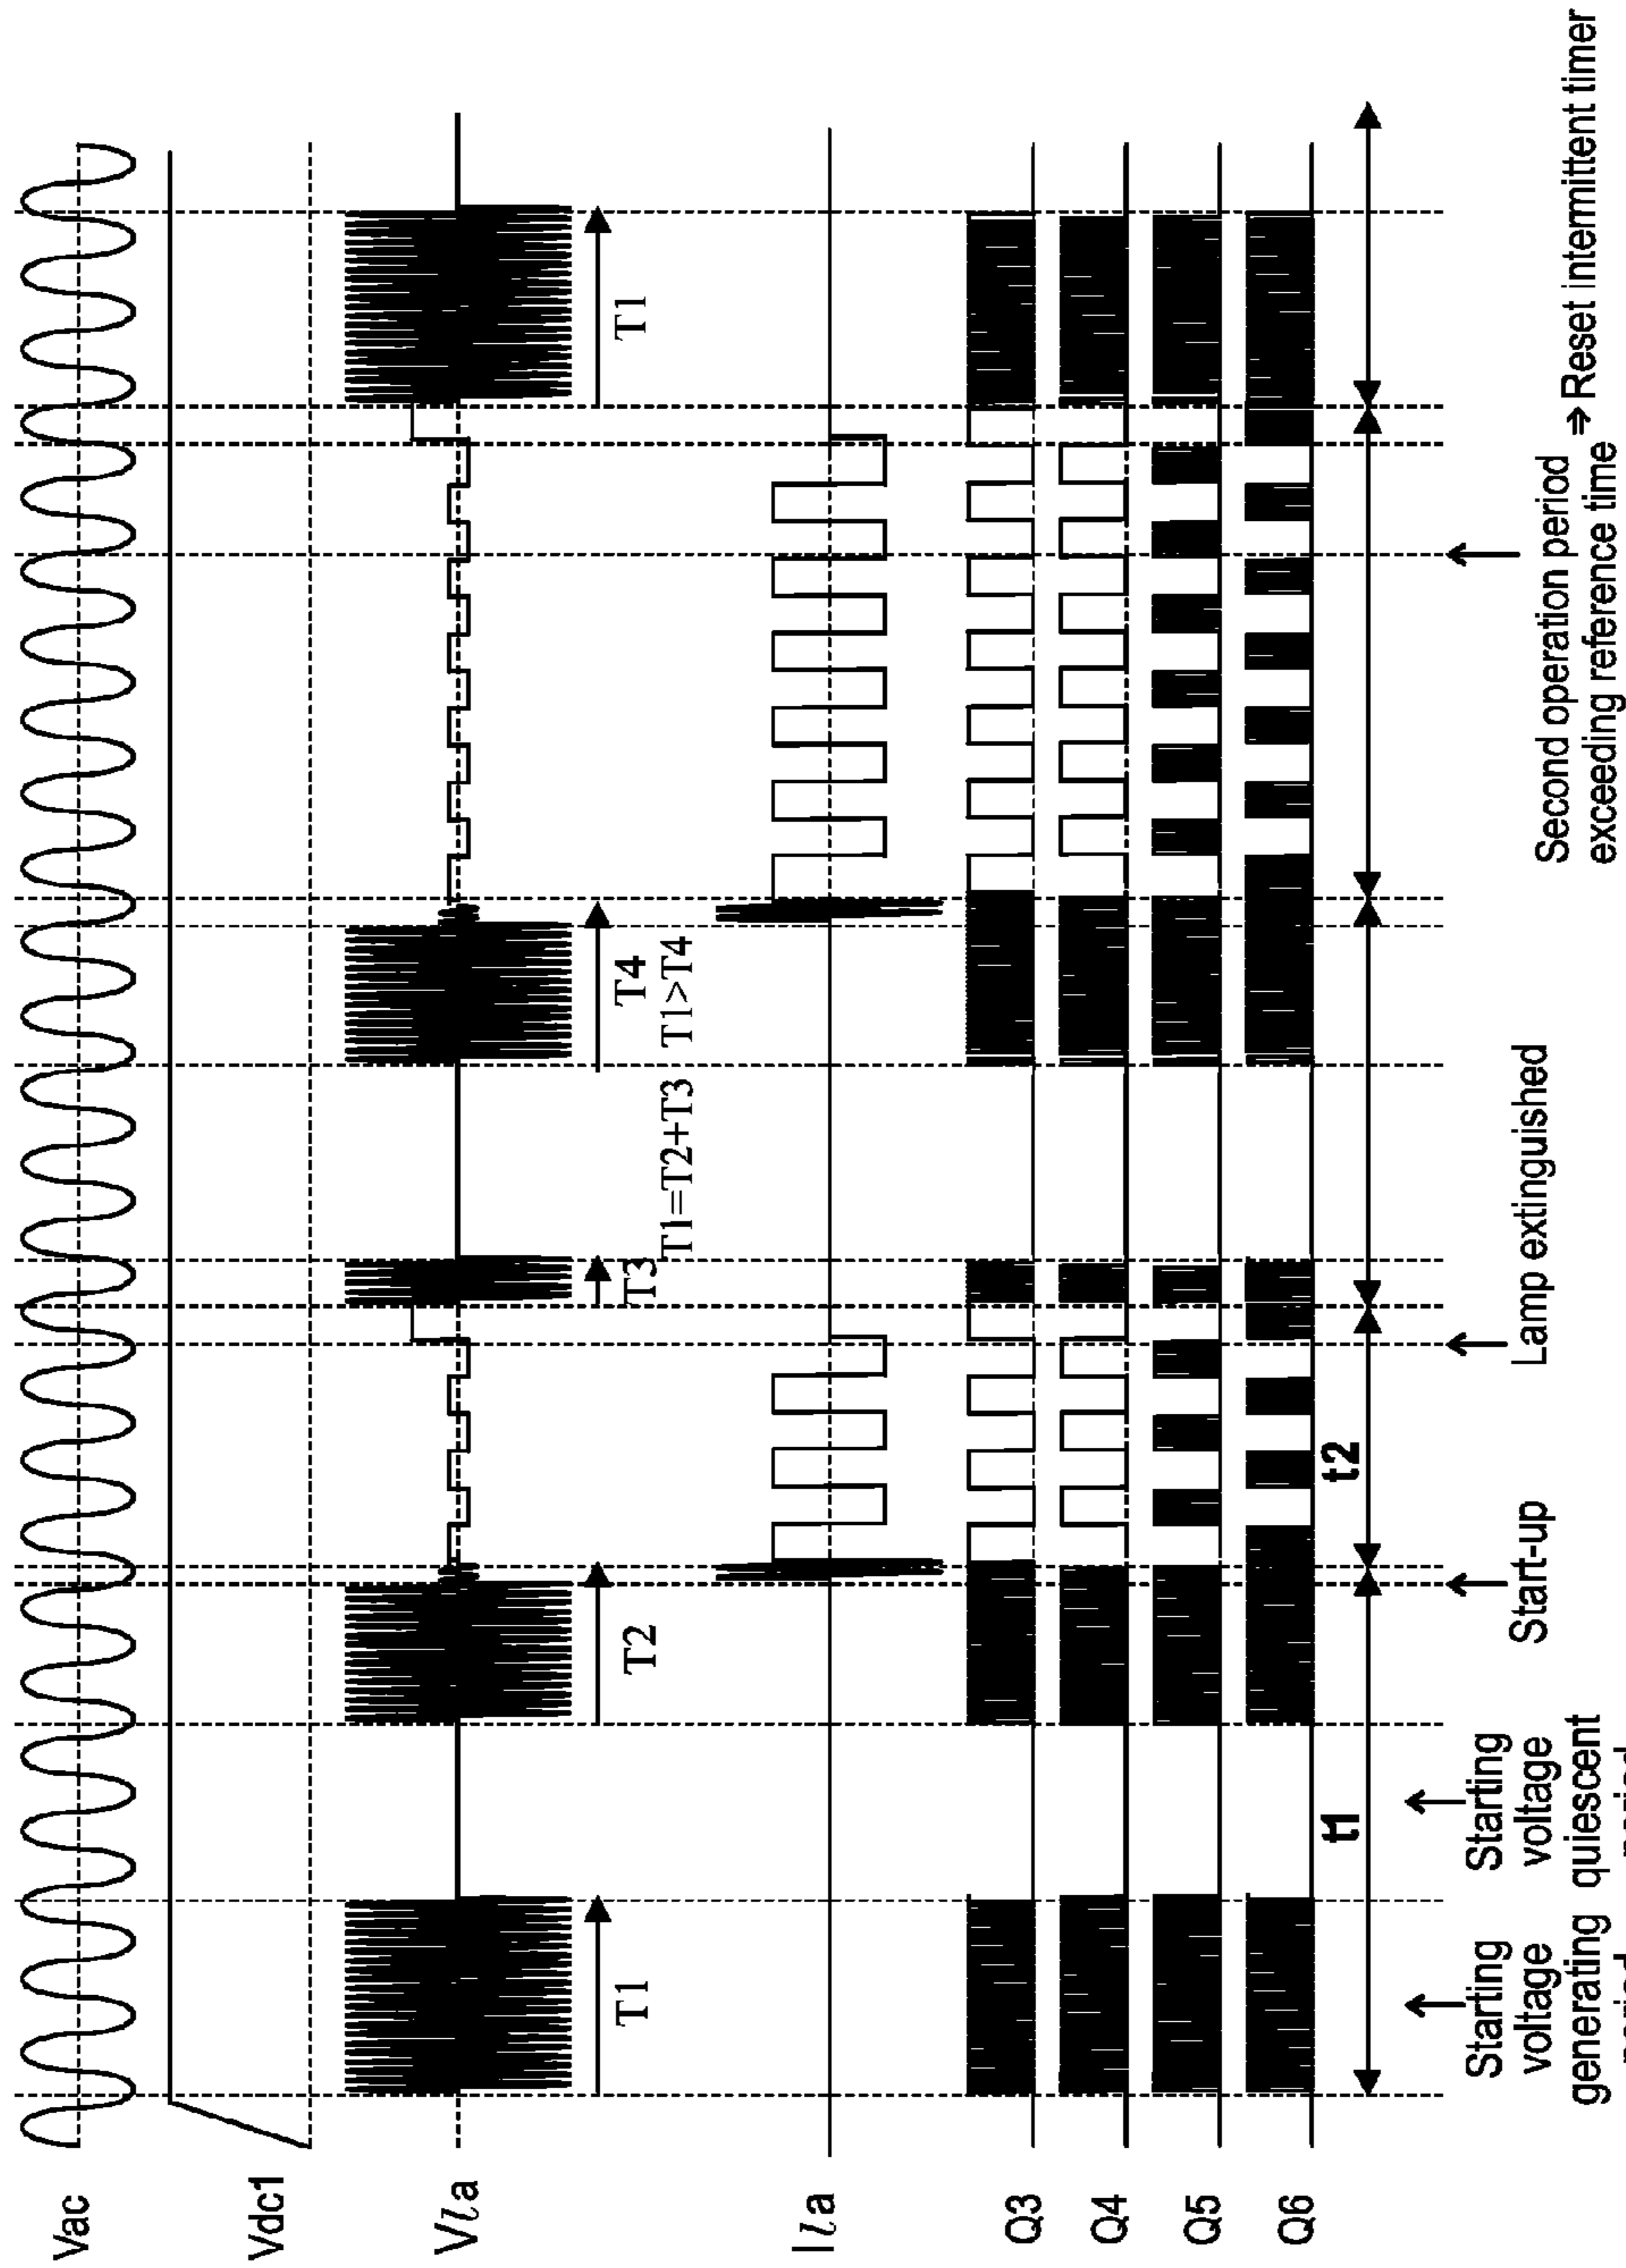 Vac
Vdc1
Vla
T1
T2
T3
T4
T1
T1=T2+T3
T1>T4
Ila
Q3
Q4
Q5
Q6
t1
t2
Starting
voltage
generating
Starting
voltage
quiescent
Start-up
Lamp extinguished
Second operation period
exceeding reference time
⇒Reset intermittent timer